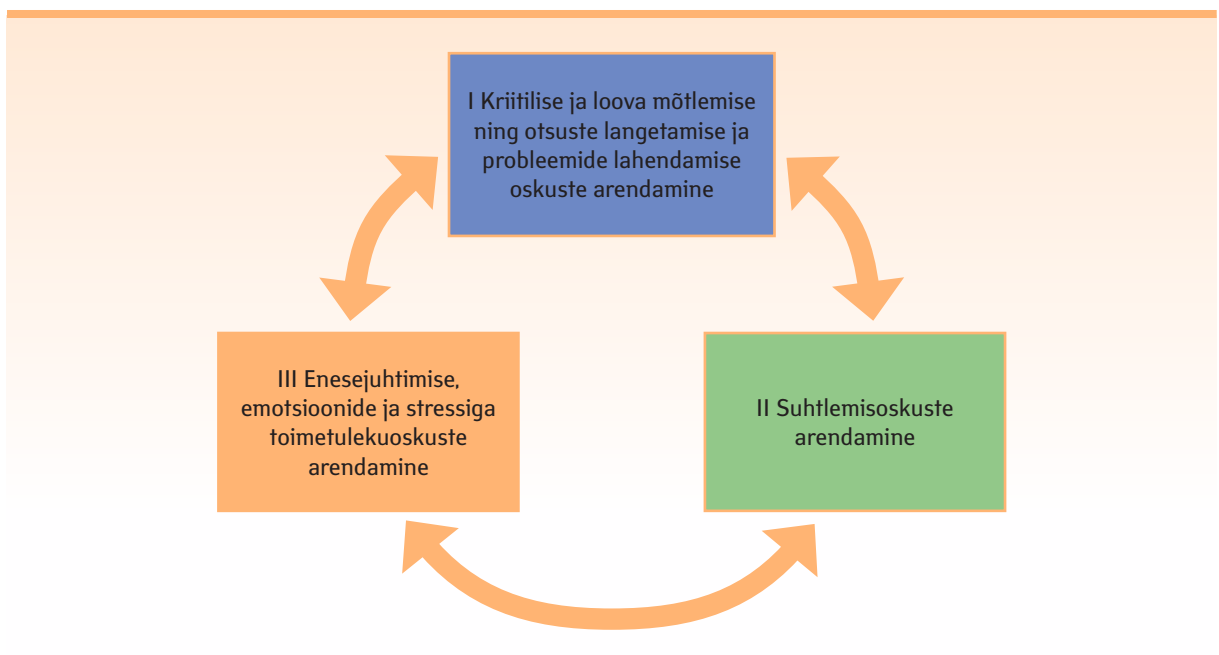 I Kriitilise ja loova mõtlemise
ning otsuste langetamise ja
probleemide lahendamise
oskuste arendamine
III Enesejuhtimise,
emotsioonide ja stressiga
toimetulekuoskuste
arendamine
II Suhtlemisoskuste
arendamine